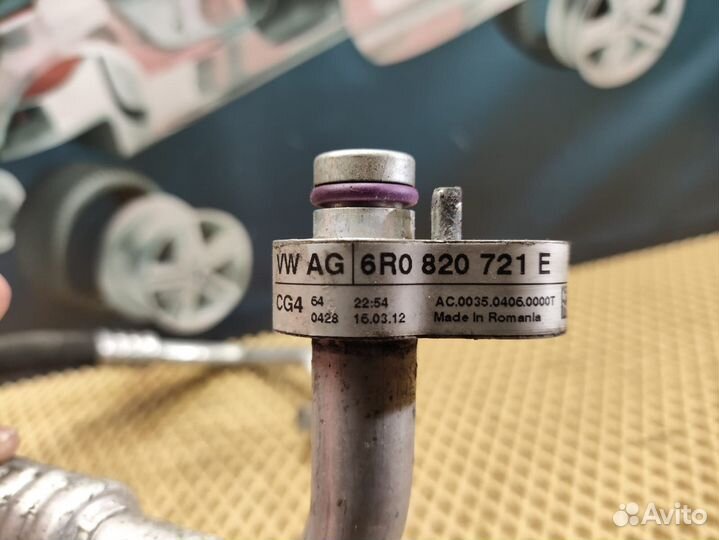 VW AG 6R0 820 721 E
CG4 64 22:54 AC.0035.0406.0000T
0428 16.03.12 Made in Romania
Avito